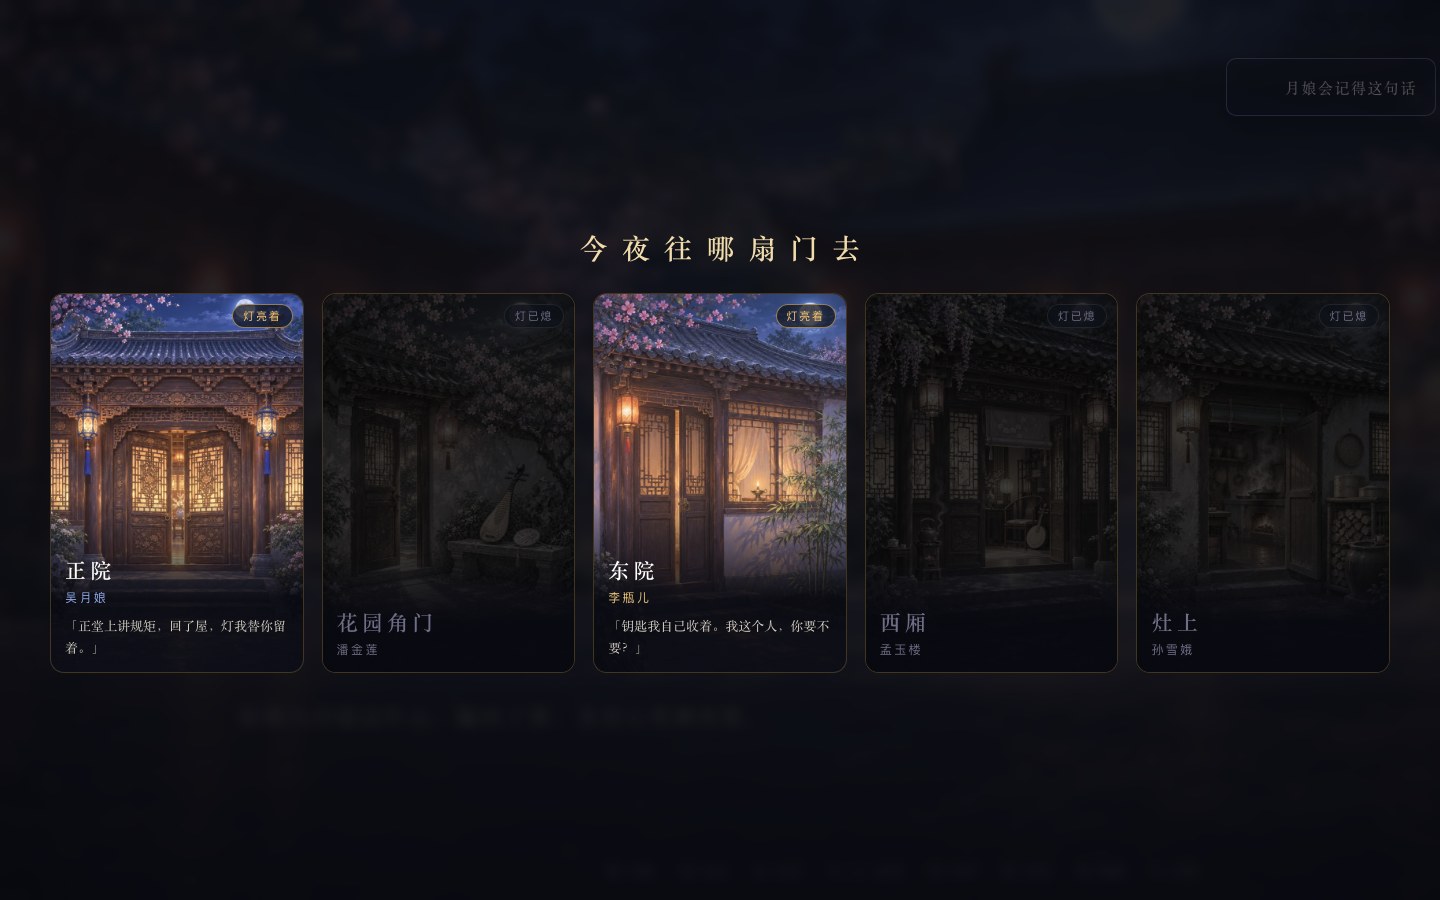 月娘会记得这句话
今夜往哪扇门去
灯亮着
正院
吴月娘
「正堂上讲规矩，回了屋，灯我替你留
着。」
灯已熄
花园角门
潘金莲
灯亮着
东院
李瓶儿
「钥匙我自己收着。我这个人，你要不
要？」
灯已熄
西厢
孟玉楼
灯已熄
灶上
孙雪娥